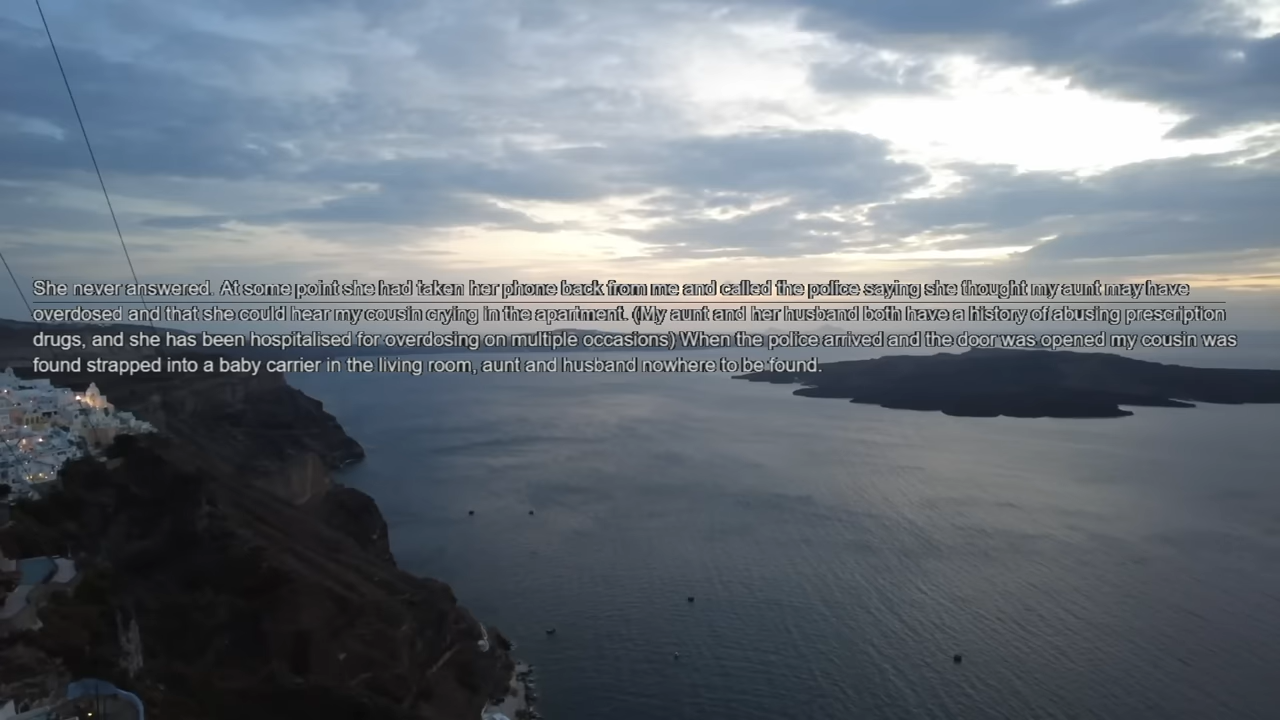 She never answered. At some point she had taken her phone back from me and called the police saying she thought my aunt may have
overdosed and that she could hear my cousin crying in the apartment. (My aunt and her husband both have a history of abusing prescription
drugs, and she has been hospitalised for overdosing on multiple occasions) When the police arrived and the door was opened my cousin was
found strapped into a baby carrier in the living room, aunt and husband nowhere to be found.